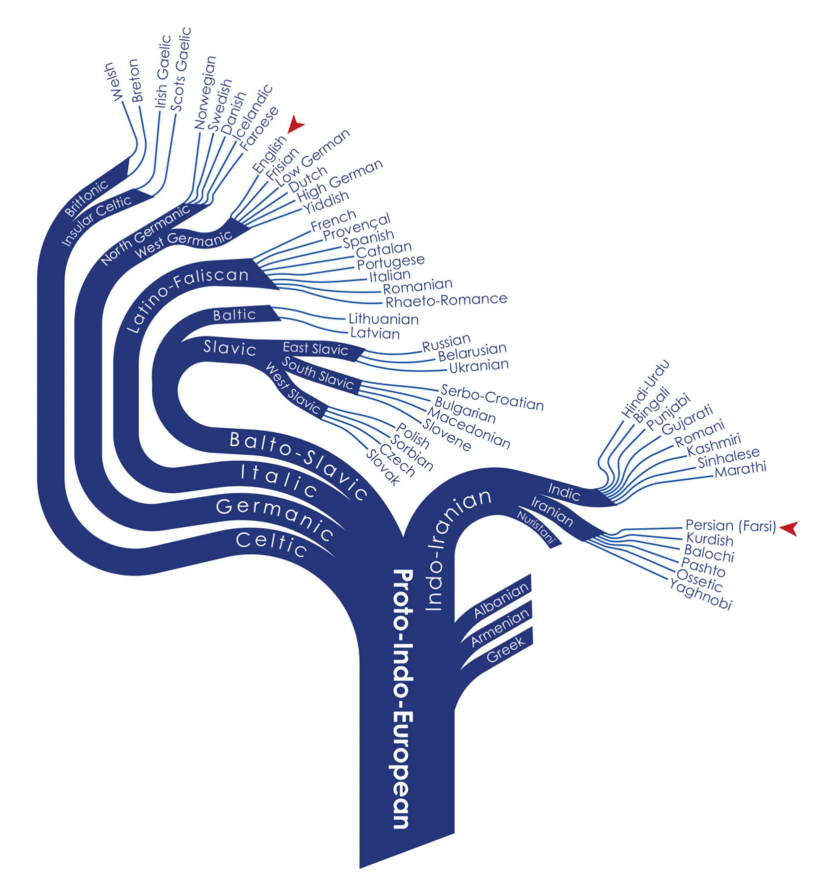 Welsh
Breton
Irish Gaelic
Scots Gaelic
Norwegian
Swedish
Danish
Icelandic
Faroese
English
Frisian
Low German
Dutch
High German
Yiddish
Brittonic
Insular Celtic
North Germanic
West Germanic
French
Provençal
Spanish
Catalan
Portugese
Italian
Romanian
Rhaeto-Romance
Latino-Faliscan
Baltic
Lithuanian
Latvian
Slavic
East Slavic
Russian
Belarusian
Ukranian
South Slavic
Serbo-Croatian
Bulgarian
Macedonian
Slovene
West Slavic
Polish
Sorbian
Czech
Slovak
Balto-Slavic
Italic
Germanic
Celtic
Hindi-Urdu
Bingali
Punjabi
Gujarati
Romani
Kashmiri
Sinhalese
Marathi
Indic
Iranian
Nuristani
Persian (Farsi)
Kurdish
Balochi
Pashto
Ossetic
Yaghnobi
Inpo-Iranian
Albanian
Armenian
Greek
Proto-Indo-European